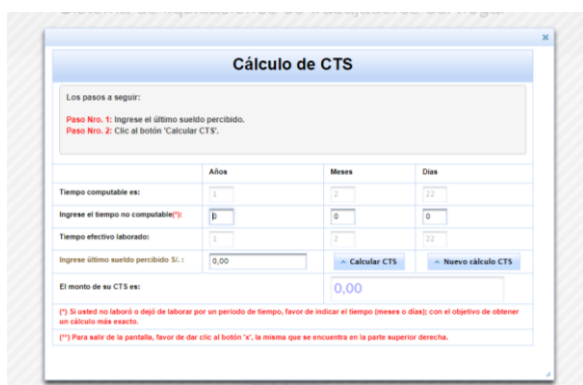 Cálculo de CTS
Los pasos a seguir:
Paso Nro. 1: Ingrese el último sueldo percibido.
Paso Nro. 2: Clic al botón 'Calcular CTS'.
Años Meses Días
Tiempo computable es: 1 2 22
Ingrese el tiempo no computable(*): 0 0 0
Tiempo efectivo laborado: 1 2 22
Ingrese último sueldo percibido S/. : 0,00 Calcular CTS Nuevo cálculo CTS
El monto de su CTS es: 0,00
(*) Si usted no laboró o dejó de laborar por un periodo de tiempo, favor de indicar el tiempo (meses o días); con el objetivo de obtener
un cálculo más exacto.
(**) Para salir de la pantalla, favor de dar clic al botón 'x', la misma que se encuentra en la parte superior derecha.